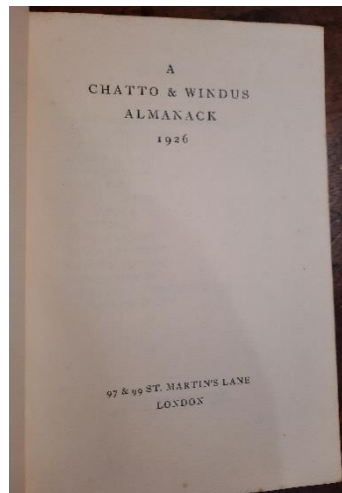 A
CHATTO & WINDUS
ALMANACK
1926
97 & 99 ST. MARTIN'S LANE
LONDON